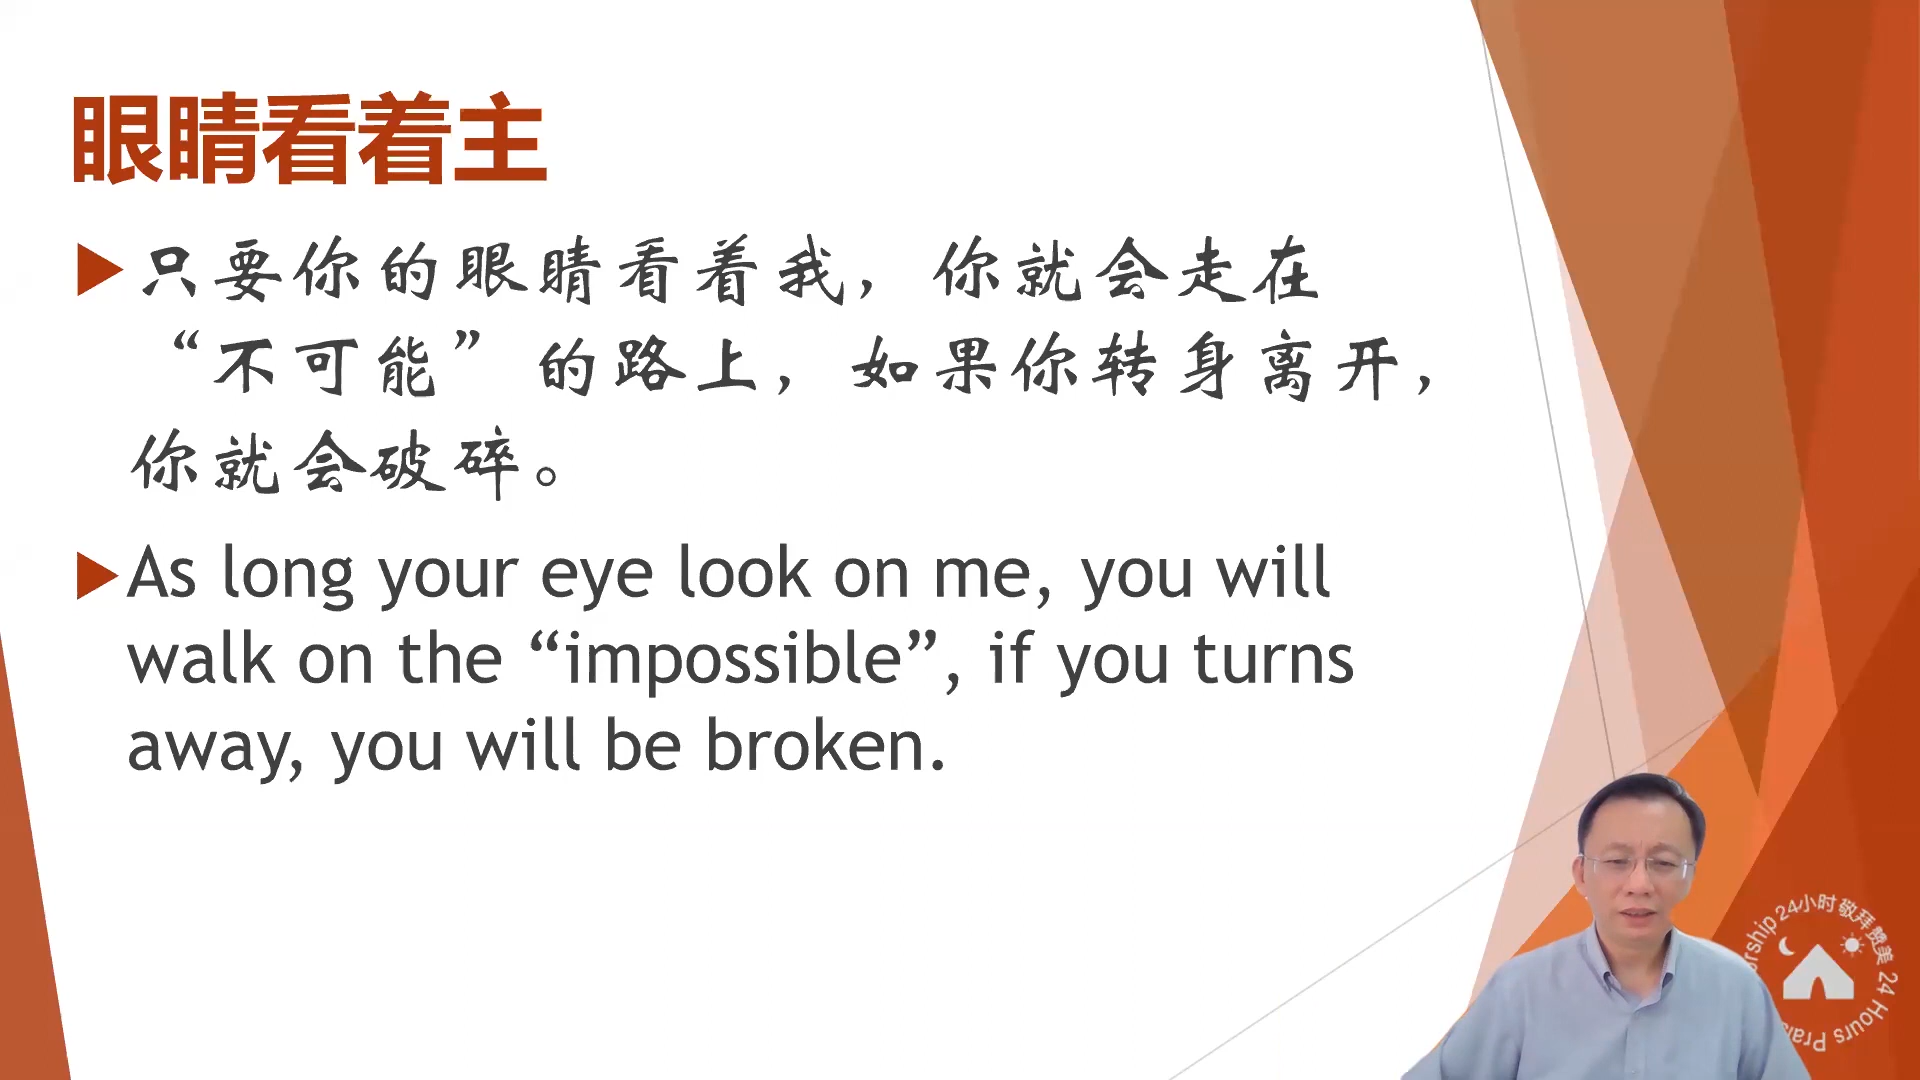 眼睛看着主
只要你的眼睛看着我，你就会走在
“不可能”的路上，如果你转身离开，
你就会破碎。
As long your eye look on me, you will
walk on the “impossible”, if you turns
away, you will be broken.
24小时敬拜赞美 24 Hours